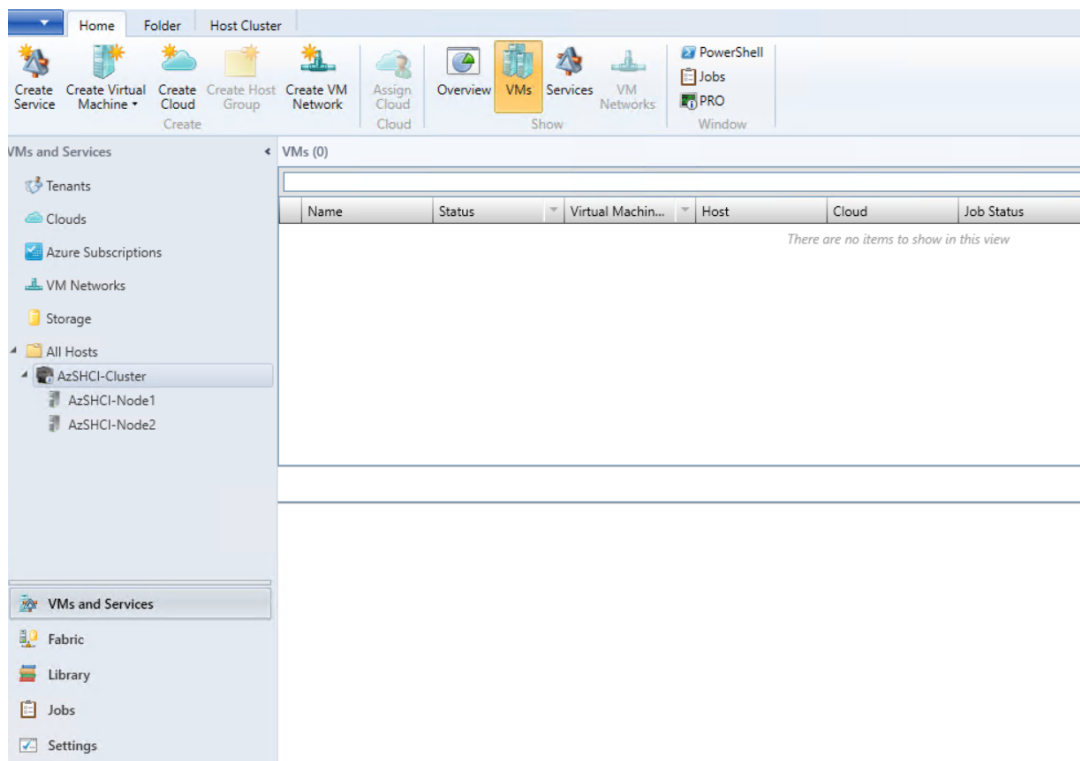 Home Folder Host Cluster
Create Service
Create Virtual Machine
Create Cloud
Create Host Group
Create VM Network
Create
Assign Cloud
Cloud
Overview
VMs
Services
VM Networks
Show
PowerShell
Jobs
PRO
Window
VMs and Services
Tenants
Clouds
Azure Subscriptions
VM Networks
Storage
All Hosts
AzSHCI-Cluster
AzSHCI-Node1
AzSHCI-Node2
VMs and Services
Fabric
Library
Jobs
Settings
VMs (0)
Name Status Virtual Machin... Host Cloud Job Status
There are no items to show in this view